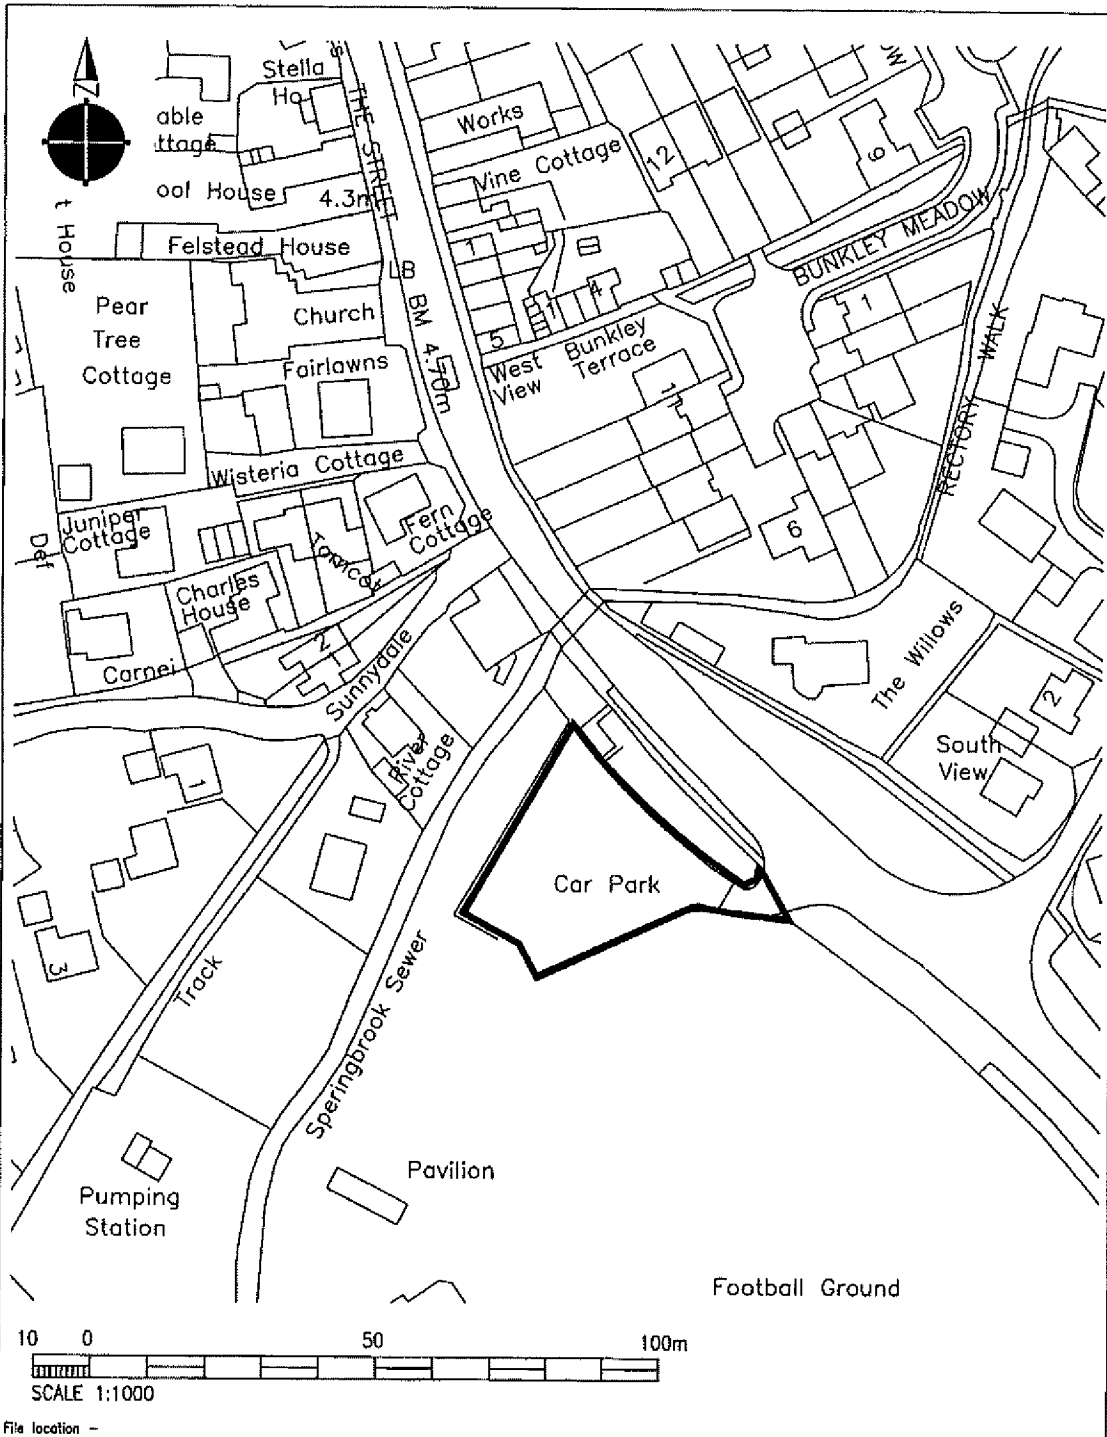 Stella
Ho
THE STREET
able
ttage
ool House
4.3m
t House
Felstead House
LB
BM 4.70m
Pear
Tree
Cottage
Church
Fairlawns
Wisteria Cottage
Juniper
Cottage
Def
Fern
Cottage
Charles
House
2
Carnei
Sunnydale
River
Cottage
Works
Vine Cottage
12
9
BUNKLEY MEADOW
1
5
1
4
West
View
Bunkley
Terrace
11
1
6
RECTORY WALK
The Willows
2
South
View
1
3
Track
Car Park
Speringbrook Sewer
Pumping
Station
Pavilion
Football Ground
10 0 50 100m
SCALE 1:1000
File location -